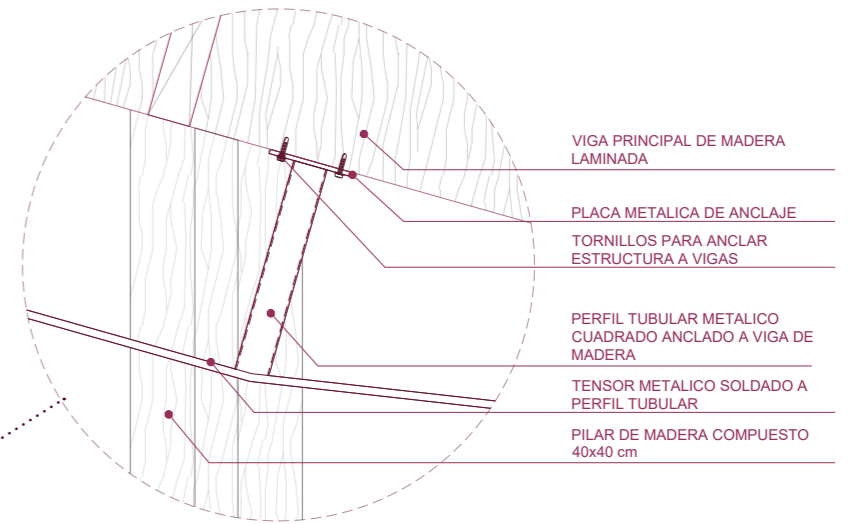 VIGA PRINCIPAL DE MADERA
LAMINADA
PLACA METALICA DE ANCLAJE
TORNILLOS PARA ANCLAR
ESTRUCTURA A VIGAS
PERFIL TUBULAR METALICO
CUADRADO ANCLADO A VIGA DE
MADERA
TENSOR METALICO SOLDADO A
PERFIL TUBULAR
PILAR DE MADERA COMPUESTO
40x40 cm